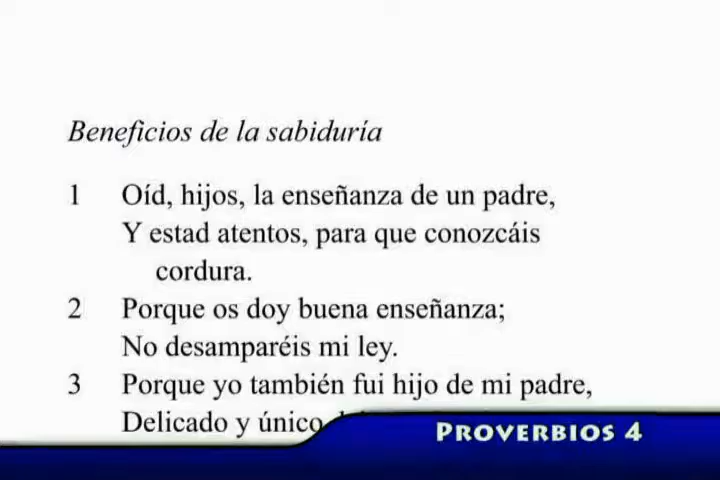 Beneficios de la sabiduría
1 Oíd, hijos, la enseñanza de un padre,
Y estad atentos, para que conozcáis
cordura.
2 Porque os doy buena enseñanza;
No desamparéis mi ley.
3 Porque yo también fui hijo de mi padre,
Delicado y único
PROVERBIOS 4